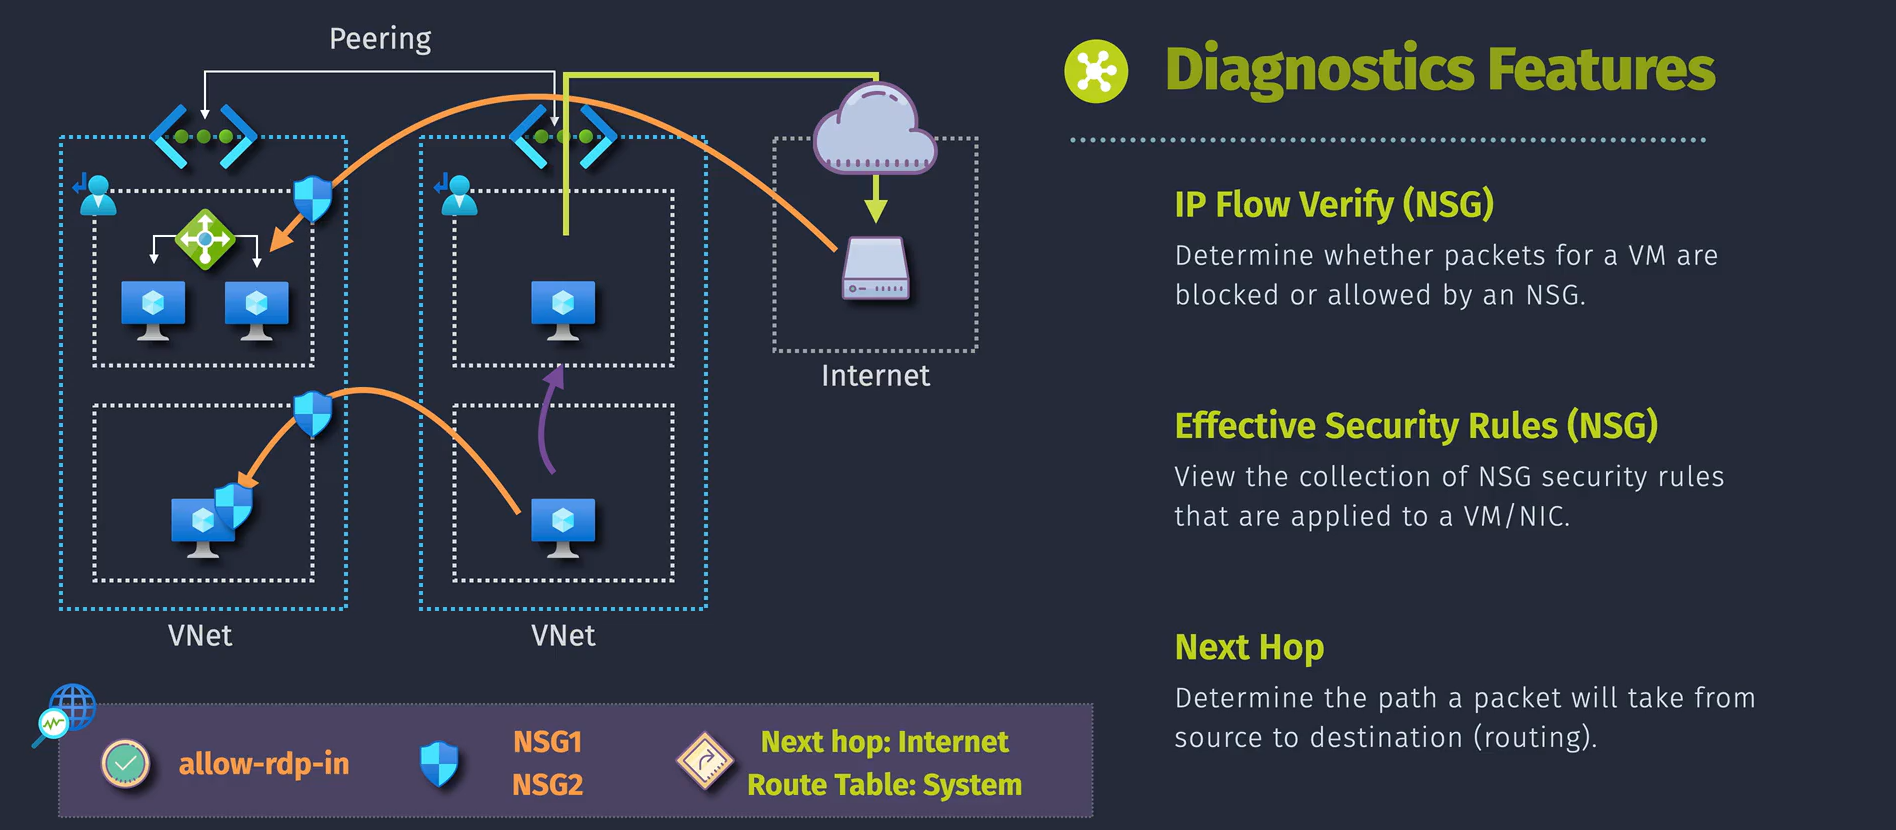 Peering
Diagnostics Features
IP Flow Verify (NSG)
Determine whether packets for a VM are
blocked or allowed by an NSG.
Internet
Effective Security Rules (NSG)
View the collection of NSG security rules
that are applied to a VM/NIC.
VNet
VNet
Next Hop
Determine the path a packet will take from
source to destination (routing).
allow-rdp-in
NSG1
NSG2
Next hop: Internet
Route Table: System